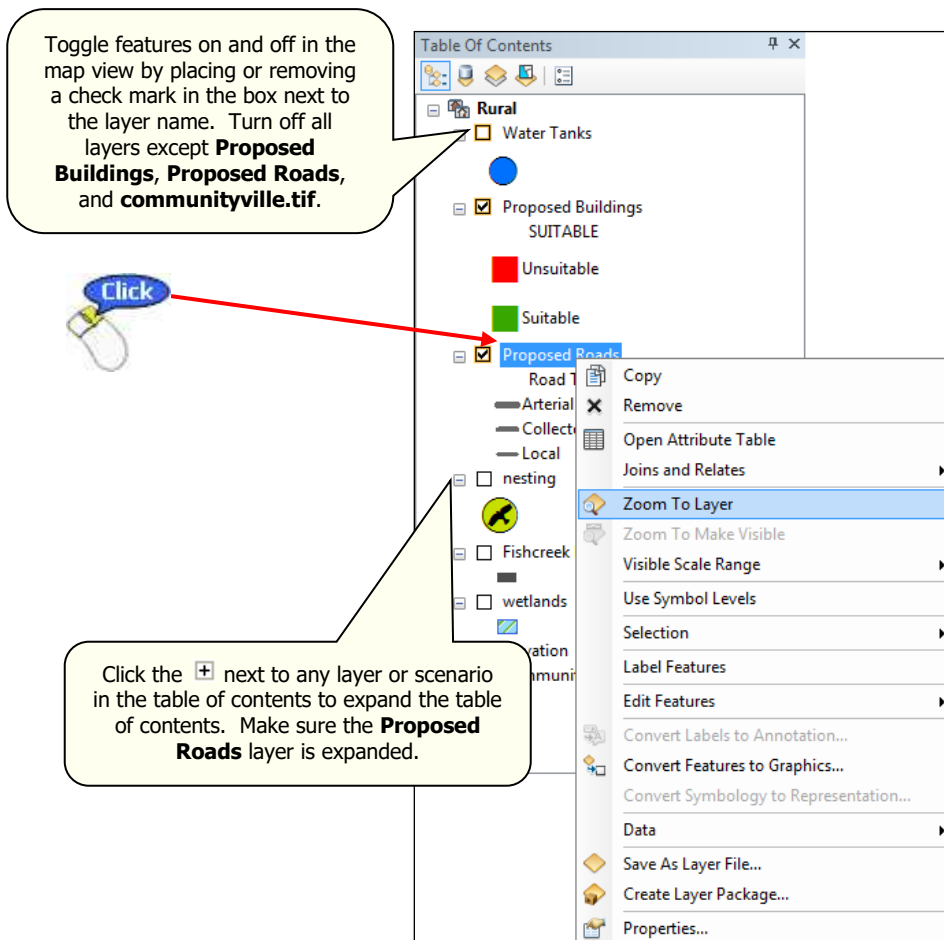 Toggle features on and off in the
map view by placing or removing
a check mark in the box next to
the layer name. Turn off all
layers except Proposed
Buildings, Proposed Roads,
and communityville.tif.
Click
Table Of Contents
Rural
Water Tanks
Proposed Buildings
SUITABLE
Unsuitable
Suitable
Proposed Roads
Road T
Arterial
Collect
Local
nesting
Fishcreek
wetlands
vation
mmuni
Click the + next to any layer or scenario
in the table of contents to expand the table
of contents. Make sure the Proposed
Roads layer is expanded.
Copy
Remove
Open Attribute Table
Joins and Relates
Zoom To Layer
Zoom To Make Visible
Visible Scale Range
Use Symbol Levels
Selection
Label Features
Edit Features
Convert Labels to Annotation...
Convert Features to Graphics...
Convert Symbology to Representation...
Data
Save As Layer File...
Create Layer Package...
Properties...